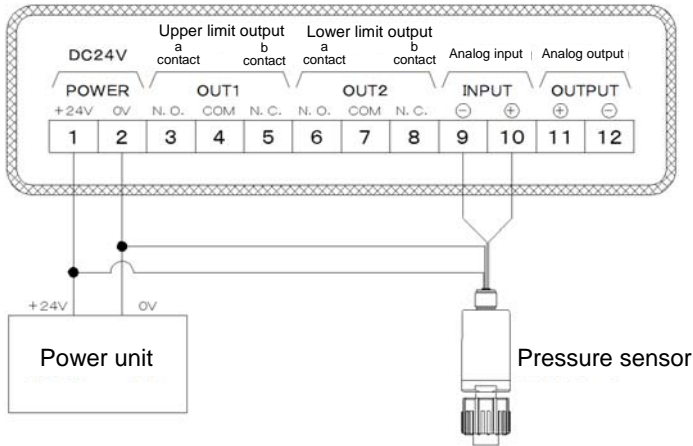 Upper limit output Lower limit output
DC24V a contact b contact a contact b contact Analog input Analog output
POWER OUT1 OUT2 INPUT OUTPUT
+24V 0V N. O. COM N. C. N. O. COM N. C. ⊖ ⊕ ⊕ ⊖
1 2 3 4 5 6 7 8 9 10 11 12
+24V 0V
Power unit Pressure sensor